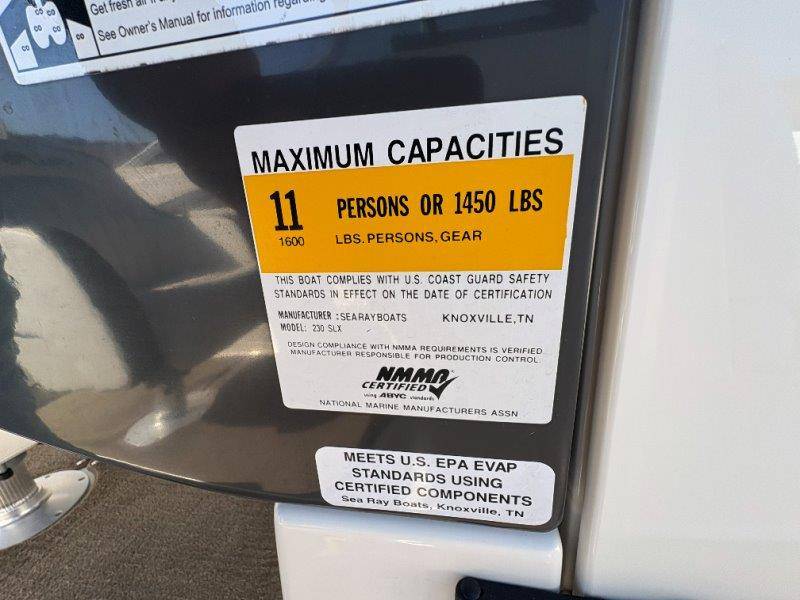 Get fresh air if
See Owner's Manual for information regarding
MAXIMUM CAPACITIES
11 PERSONS OR 1450 LBS
1600 LBS. PERSONS, GEAR
THIS BOAT COMPLIES WITH U.S. COAST GUARD SAFETY
STANDARDS IN EFFECT ON THE DATE OF CERTIFICATION
MANUFACTURER :SEARAYBOATS KNOXVILLE,TN
MODEL: 230 SLX
DESIGN COMPLIANCE WITH NMMA REQUIREMENTS IS VERIFIED.
MANUFACTURER RESPONSIBLE FOR PRODUCTION CONTROL.
NMMA
CERTIFIED
using ABYC standards
NATIONAL MARINE MANUFACTURERS ASSN
MEETS U.S. EPA EVAP
STANDARDS USING
CERTIFIED COMPONENTS
Sea Ray Boats, Knoxville, TN